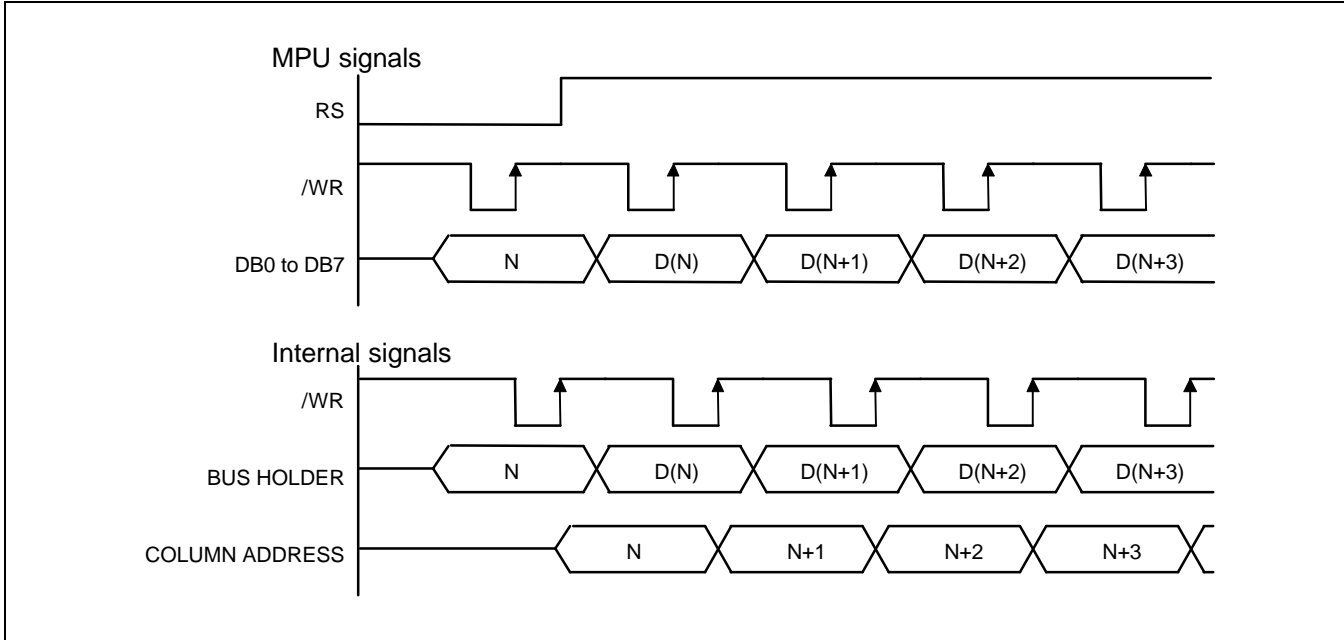 MPU signals
RS
/WR
DB0 to DB7 N D(N) D(N+1) D(N+2) D(N+3)
Internal signals
/WR
BUS HOLDER N D(N) D(N+1) D(N+2) D(N+3)
COLUMN ADDRESS N N+1 N+2 N+3